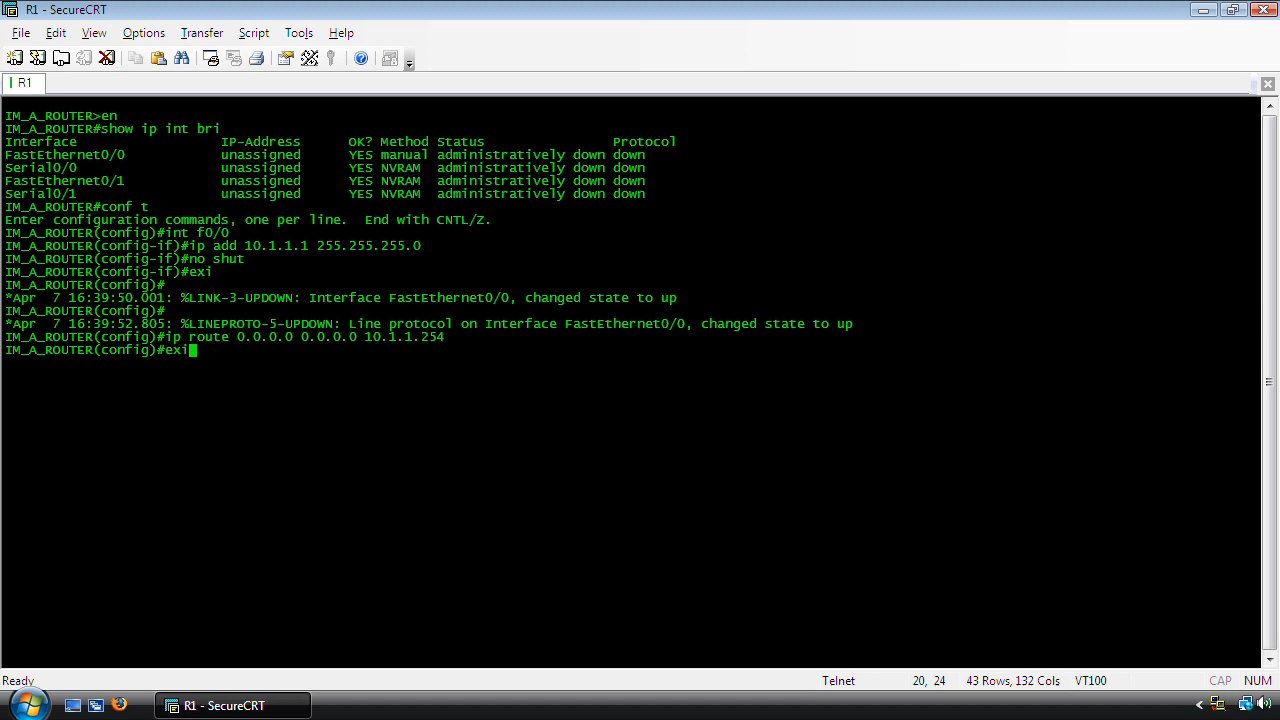 R1 - SecureCRT
File Edit View Options Transfer Script Tools Help
R1
IM_A_ROUTER>en
IM_A_ROUTER#show ip int bri
Interface                  IP-Address      OK? Method Status                Protocol
FastEthernet0/0            unassigned      YES manual administratively down down
Serial0/0                  unassigned      YES NVRAM  administratively down down
FastEthernet0/1            unassigned      YES NVRAM  administratively down down
Serial0/1                  unassigned      YES NVRAM  administratively down down
IM_A_ROUTER#conf t
Enter configuration commands, one per line.  End with CNTL/Z.
IM_A_ROUTER(config)#int f0/0
IM_A_ROUTER(config-if)#ip add 10.1.1.1 255.255.255.0
IM_A_ROUTER(config-if)#no shut
IM_A_ROUTER(config-if)#exi
IM_A_ROUTER(config)#
*Apr  7 16:39:50.001: %LINK-3-UPDOWN: Interface FastEthernet0/0, changed state to up
IM_A_ROUTER(config)#
*Apr  7 16:39:52.805: %LINEPROTO-5-UPDOWN: Line protocol on Interface FastEthernet0/0, changed state to up
IM_A_ROUTER(config)#ip route 0.0.0.0 0.0.0.0 10.1.1.254
IM_A_ROUTER(config)#exi
Ready Telnet 20, 24 43 Rows, 132 Cols VT100 CAP NUM
R1 - SecureCRT